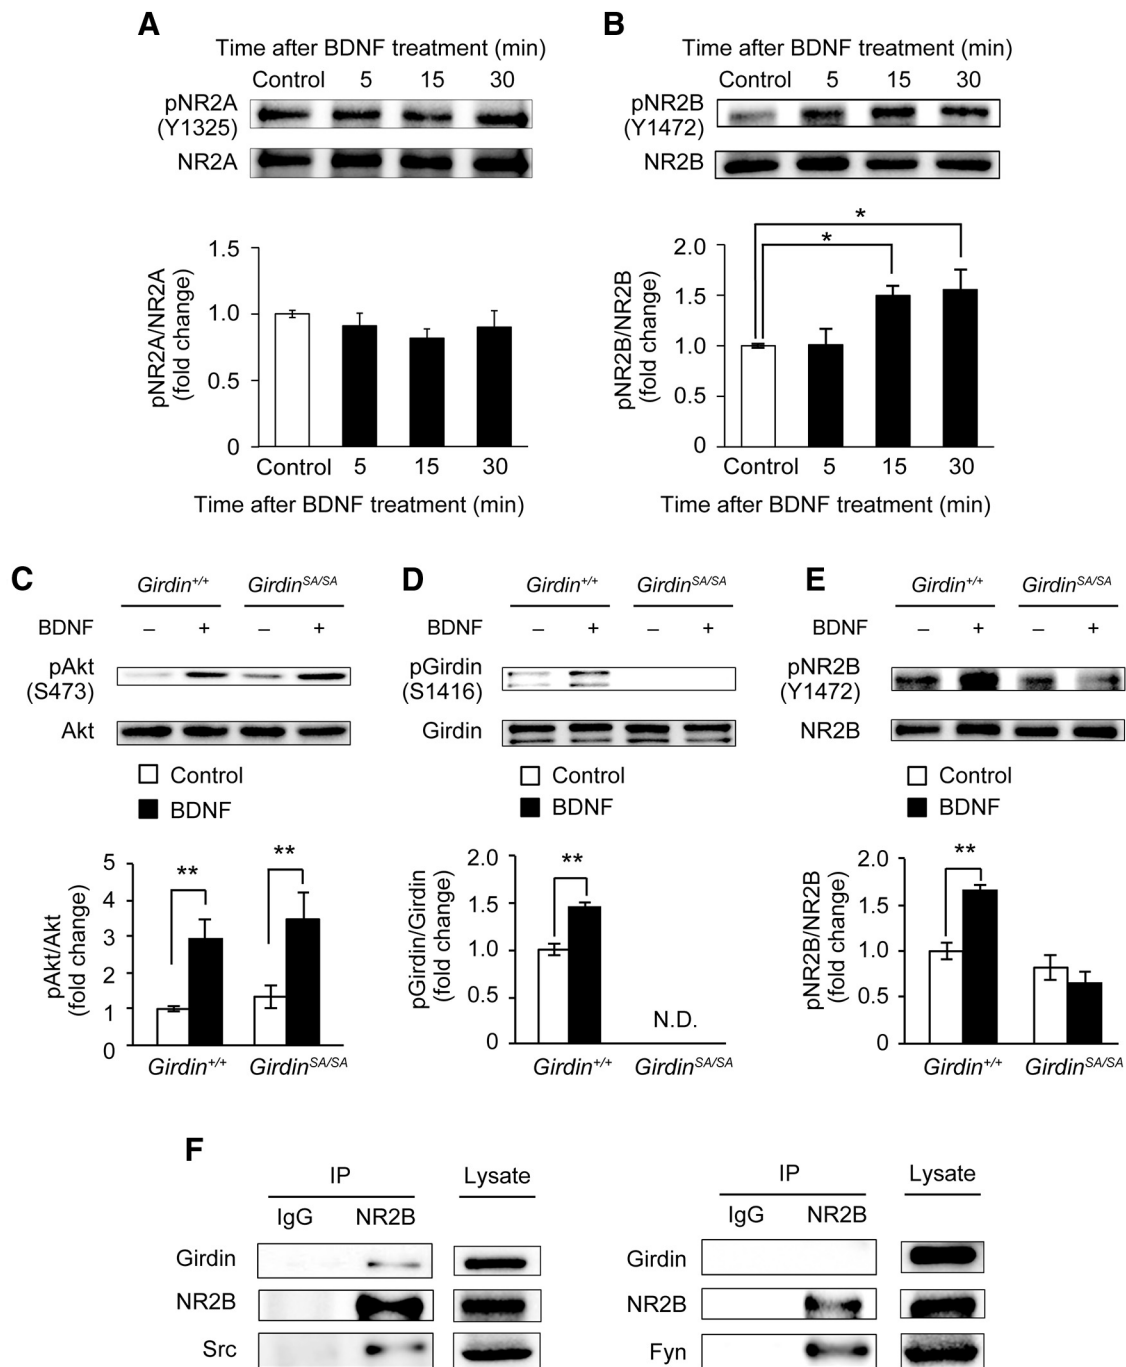 A
Time after BDNF treatment (min)
Control 5 15 30
pNR2A
(Y1325)
NR2A
1.5
1.0
0.5
0
pNR2A/NR2A
(fold change)
Control 5 15 30
Time after BDNF treatment (min)
B
Time after BDNF treatment (min)
Control 5 15 30
pNR2B
(Y1472)
NR2B
*
*
2.0
1.5
1.0
0.5
0
pNR2B/NR2B
(fold change)
Control 5 15 30
Time after BDNF treatment (min)
C
Girdin+/+ GirdinSA/SA
BDNF – + – +
pAkt
(S473)
Akt
Control
BDNF
** **
5
4
3
2
1
0
pAkt/Akt
(fold change)
Girdin+/+ GirdinSA/SA
D
Girdin+/+ GirdinSA/SA
BDNF – + – +
pGirdin
(S1416)
Girdin
Control
BDNF
**
2.0
1.5
1.0
0.5
0
pGirdin/Girdin
(fold change)
N.D.
Girdin+/+ GirdinSA/SA
E
Girdin+/+ GirdinSA/SA
BDNF – + – +
pNR2B
(Y1472)
NR2B
Control
BDNF
**
2.0
1.5
1.0
0.5
0
pNR2B/NR2B
(fold change)
Girdin+/+ GirdinSA/SA
F
IP Lysate
IgG NR2B
Girdin
NR2B
Src
IP Lysate
IgG NR2B
Girdin
NR2B
Fyn